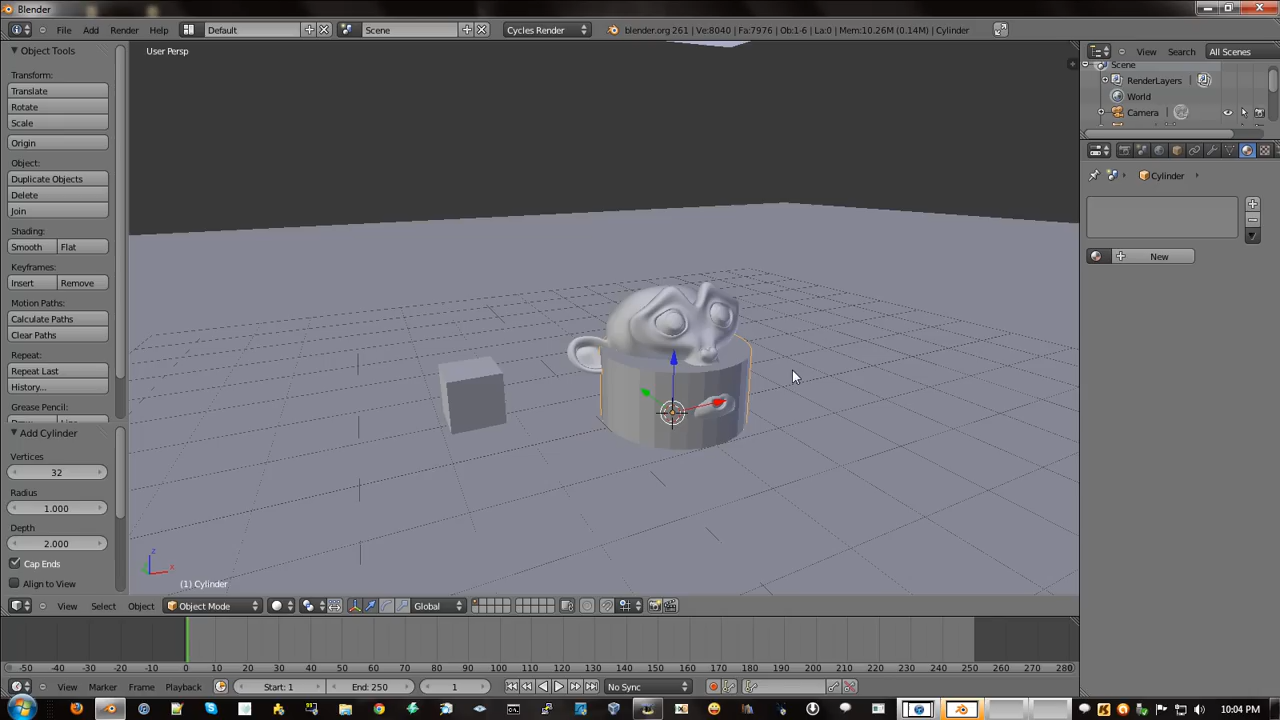 Blender
File Add Render Help Default Scene Cycles Render blender.org 261 | Ve:8040 | Fa:7976 | Ob:1-6 | La:0 | Mem:10.26M (0.14M) | Cylinder
Object Tools
Transform:
Translate
Rotate
Scale
Origin
Object:
Duplicate Objects
Delete
Join
Shading:
Smooth Flat
Keyframes:
Insert Remove
Motion Paths:
Calculate Paths
Clear Paths
Repeat:
Repeat Last
History...
Grease Pencil:
Add Cylinder
Vertices
32
Radius
1.000
Depth
2.000
Cap Ends
Align to View
User Persp
z
x
(1) Cylinder
View Search All Scenes
Scene
RenderLayers |
World
Camera |
Cylinder
New
View Select Object Object Mode Global
-50 -40 -30 -20 -10 0 10 20 30 40 50 60 70 80 90 100 110 120 130 140 150 160 170 180 190 200 210 220 230 240 250 260 270 280
View Marker Frame Playback Start: 1 End: 250 1 No Sync
10:04 PM